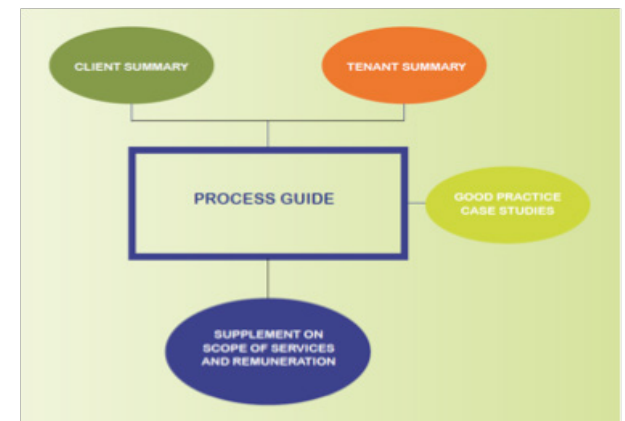 CLIENT SUMMARY
TENANT SUMMARY
PROCESS GUIDE
GOOD PRACTICE
CASE STUDIES
SUPPLEMENT ON
SCOPE OF SERVICES
AND REMUNERATION